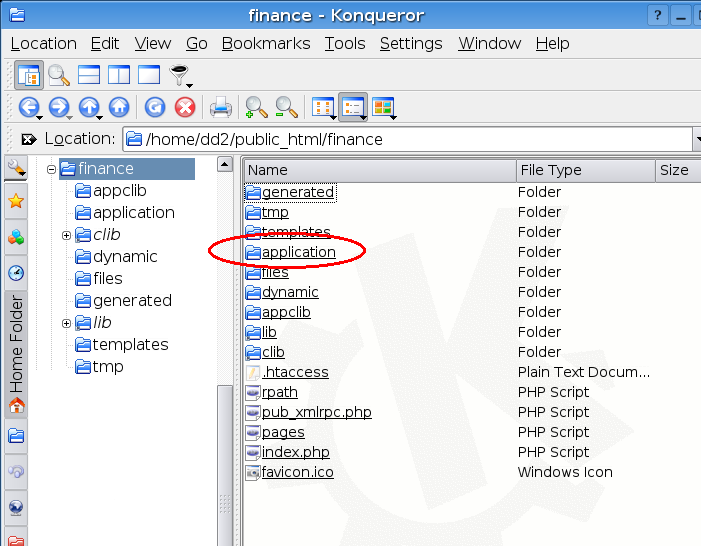 finance - Konqueror
?
Location Edit View Go Bookmarks Tools Settings Window Help
Location: /home/dd2/public_html/finance
finance
appclib
application
clib
dynamic
files
generated
lib
templates
tmp
Home Folder
Name File Type Size
generated Folder
tmp Folder
templates Folder
application Folder
files Folder
dynamic Folder
appclib Folder
lib Folder
clib Folder
.htaccess Plain Text Docum...
rpath PHP Script
pub_xmlrpc.php PHP Script
pages PHP Script
index.php PHP Script
favicon.ico Windows Icon